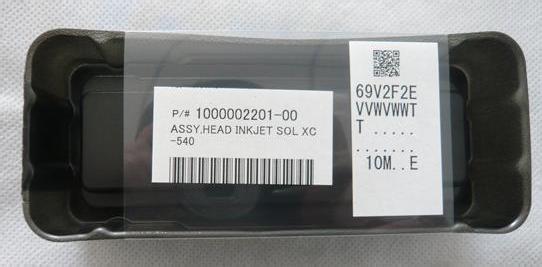 P/# 1000002201-00
ASSY.HEAD INKJET SOL XC
-540
69V2F2E
VVWVWWT
T .....
.......
10M..E